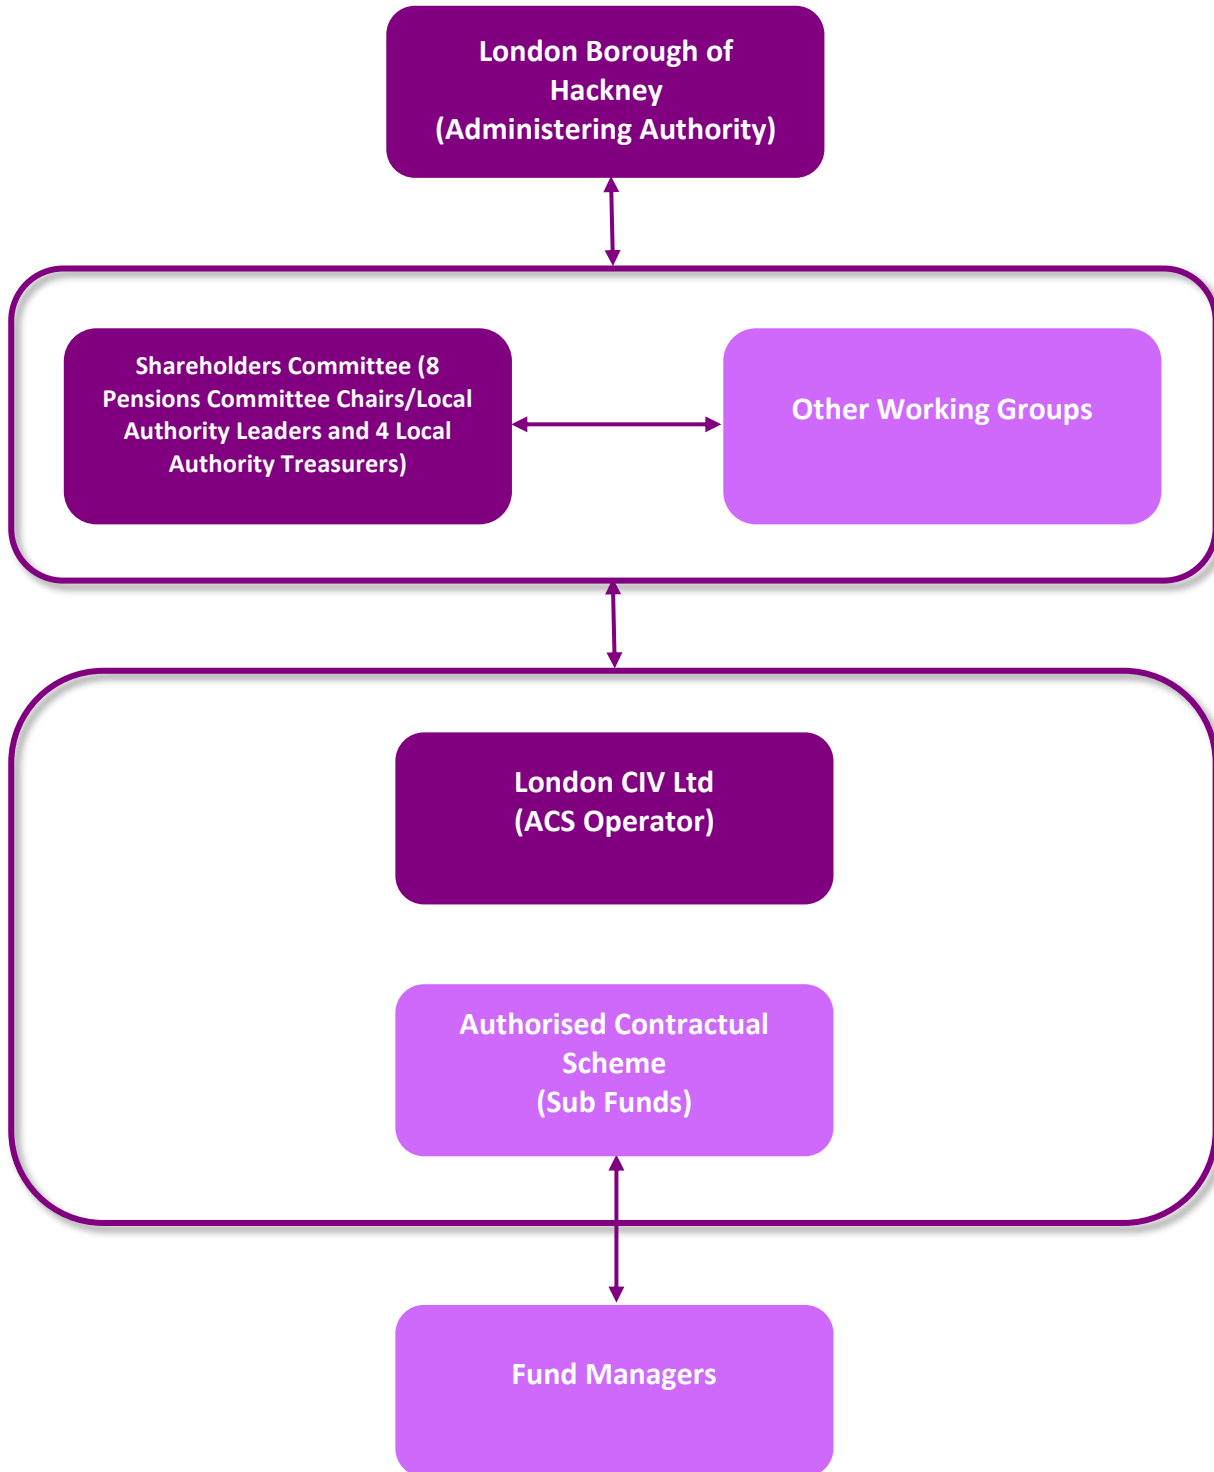 London Borough of
Hackney
(Administering Authority)
Shareholders Committee (8
Pensions Committee Chairs/Local
Authority Leaders and 4 Local
Authority Treasurers)
Other Working Groups
London CIV Ltd
(ACS Operator)
Authorised Contractual
Scheme
(Sub Funds)
Fund Managers